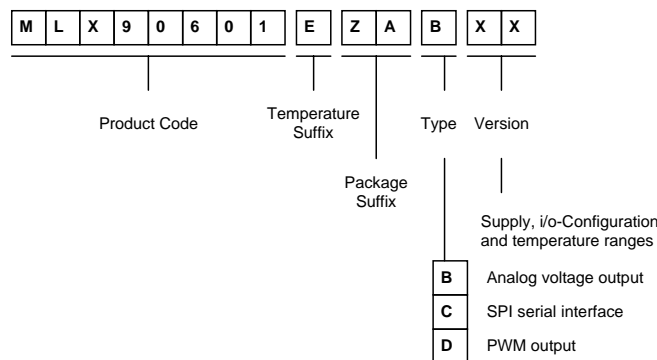 M L X 9 0 6 0 1 E Z A B X X
Product Code
Temperature
Suffix
Type
Version
Package
Suffix
Supply, i/o-Configuration
and temperature ranges
B Analog voltage output
C SPI serial interface
D PWM output